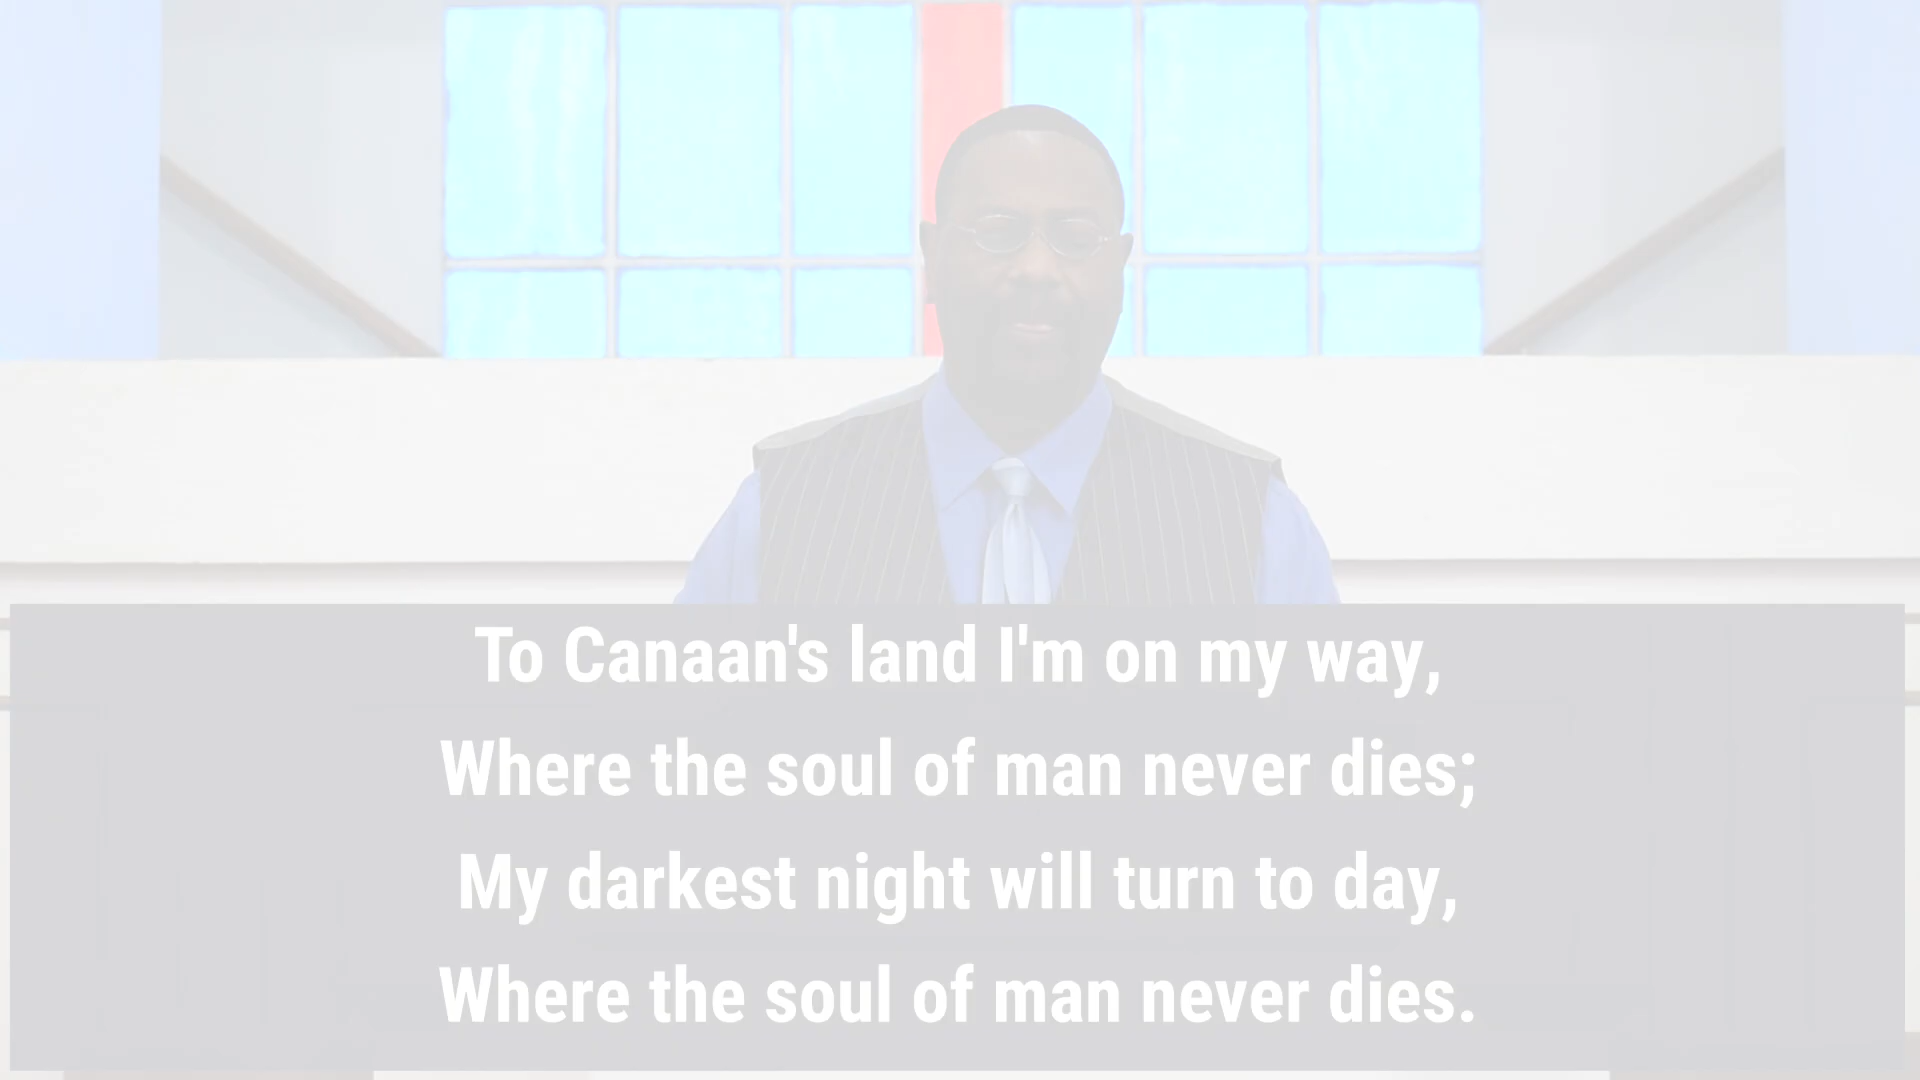 To Canaan's land I'm on my way,
Where the soul of man never dies;
My darkest night will turn to day,
Where the soul of man never dies.